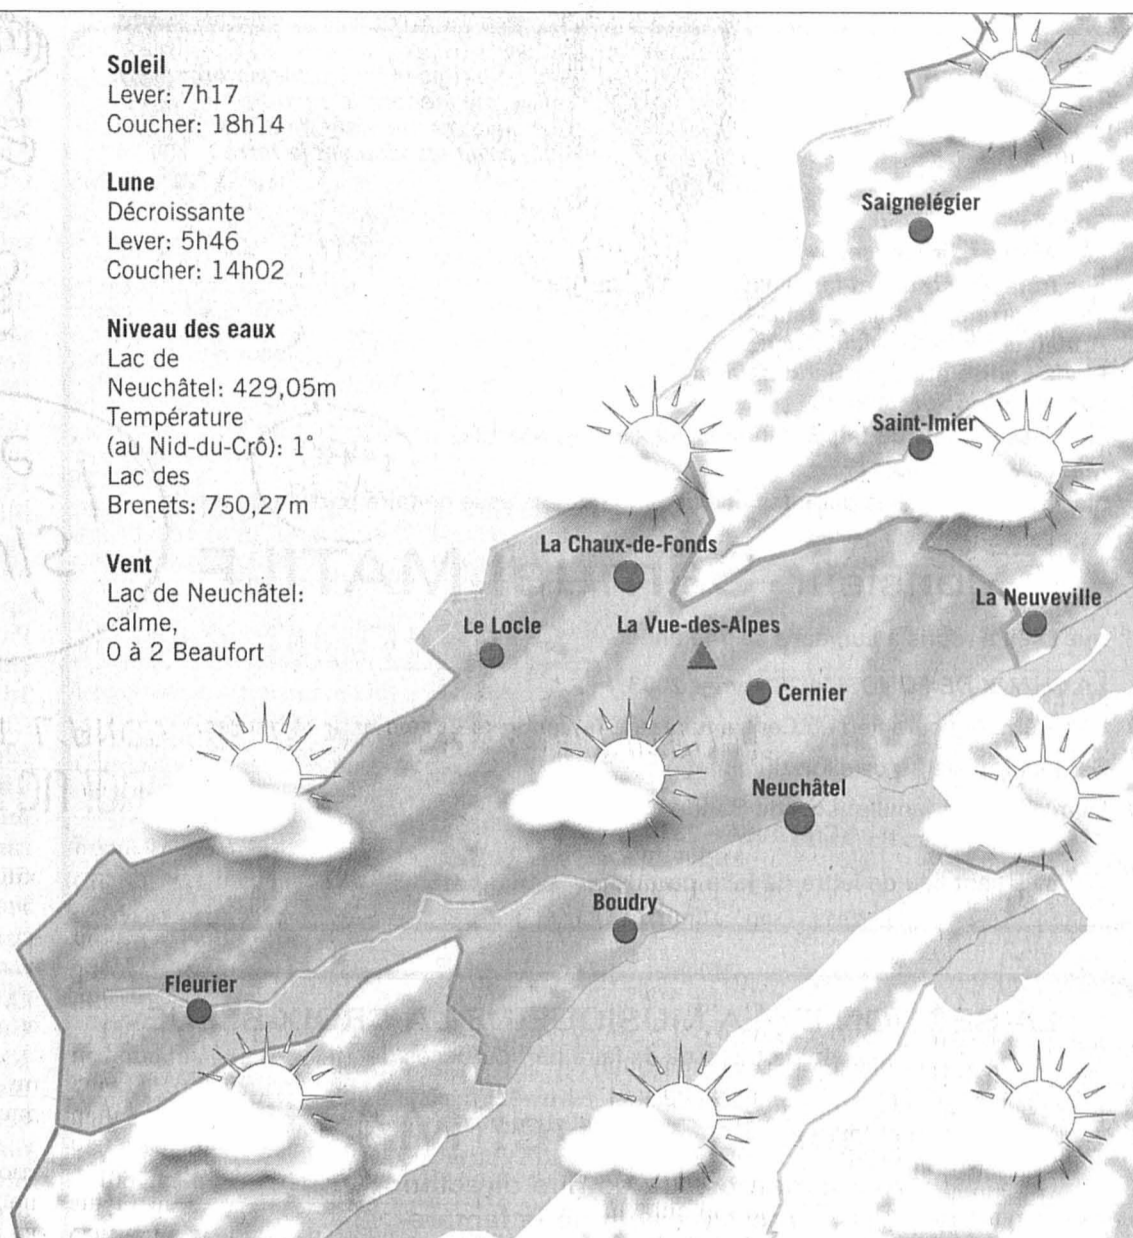 Soleil
Lever: 7h17
Coucher: 18h14
Lune
Décroissante
Lever: 5h46
Coucher: 14h02
Niveau des eaux
Lac de
Neuchâtel: 429,05m
Température
(au Nid-du-Crô): 1°
Lac des
Brenets: 750,27m
Vent
Lac de Neuchâtel:
calme,
0 à 2 Beaufort
Saignelégier
Saint-Imier
La Chaux-de-Fonds
La Neuveville
Le Locle
La Vue-des-Alpes
Cernier
Neuchâtel
Boudry
Fleurier